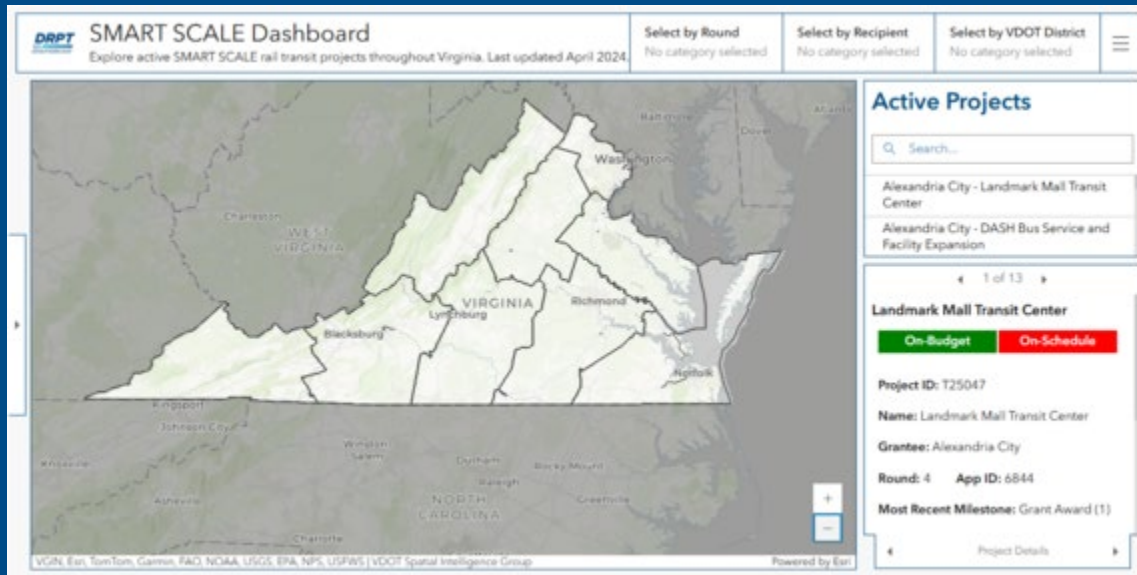 DRPT
SMART SCALE Dashboard
Explore active SMART SCALE rail transit projects throughout Virginia. Last updated April 2024.
Select by Round
No category selected
Select by Recipient
No category selected
Select by VDOT District
No category selected
Baltimore
Dover
Atlantic
Washington
Charleston
WEST
VIRGINIA
VIRGINIA
Richmond
Lynchburg
Blacksburg
Norfolk
Kingsport
Johnson City
Knoxville
Winston
Salem
Durham
Rocky Mount
Raleigh
Greenville
Asheville
NORTH
CAROLINA
Charlotte
VGIN, Esri, TomTom, Garmin, FAO, NOAA, USGS, EPA, NPS, USFWS | VDOT Spatial Intelligence Group
Powered by Esri
+
−
Active Projects
Search...
Alexandria City - Landmark Mall Transit
Center
Alexandria City - DASH Bus Service and
Facility Expansion
1 of 13
Landmark Mall Transit Center
On-Budget
On-Schedule
Project ID: T25047
Name: Landmark Mall Transit Center
Grantee: Alexandria City
Round: 4 App ID: 6844
Most Recent Milestone: Grant Award (1)
Project Details